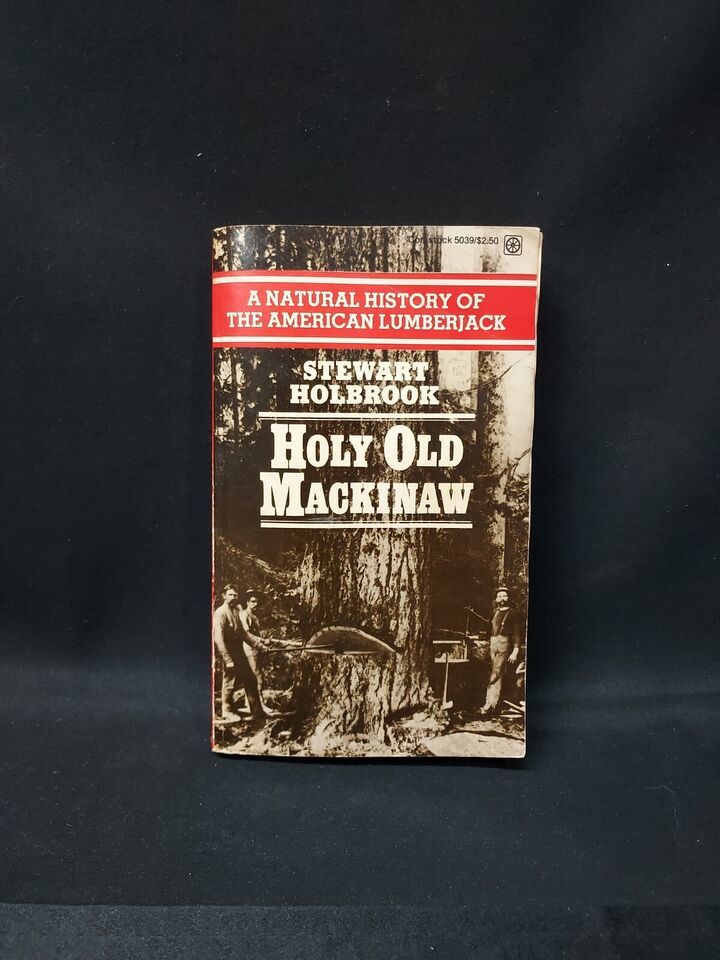 Comstock 5039/$2.50
A NATURAL HISTORY OF
THE AMERICAN LUMBERJACK
STEWART
HOLBROOK
HOLY OLD
MACKINAW